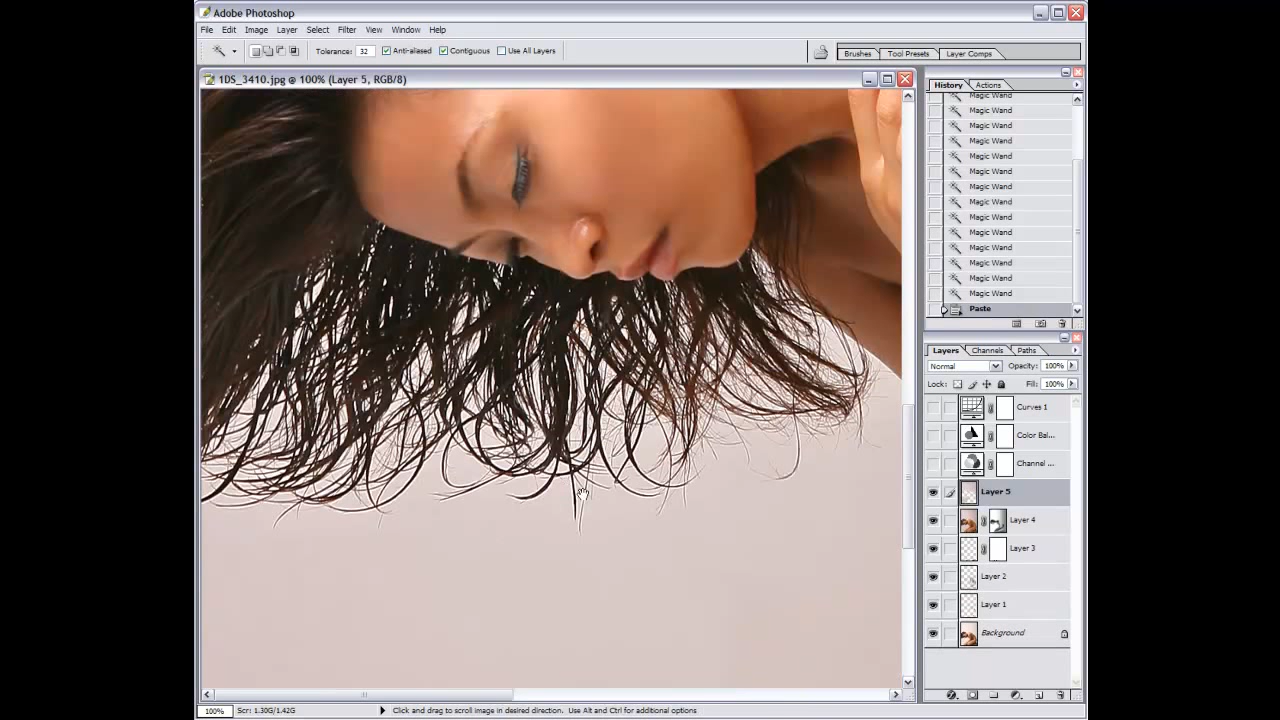 Adobe Photoshop
File Edit Image Layer Select Filter View Window Help
Tolerance: 32 Anti-aliased Contiguous Use All Layers
Brushes Tool Presets Layer Comps
1DS_3410.jpg @ 100% (Layer 5, RGB/8)
History Actions
Magic Wand
Magic Wand
Magic Wand
Magic Wand
Magic Wand
Magic Wand
Magic Wand
Magic Wand
Magic Wand
Magic Wand
Magic Wand
Magic Wand
Magic Wand
Magic Wand
Paste
Layers Channels Paths
Normal Opacity: 100%
Lock: Fill: 100%
Curves 1
Color Bal...
Channel ...
Layer 5
Layer 4
Layer 3
Layer 2
Layer 1
Background
100% Scr: 1.30G/1.42G Click and drag to scroll image in desired direction. Use Alt and Ctrl for additional options